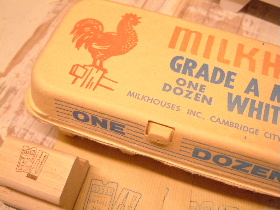 MILKH
GRADE A M
ONE
DOZEN WHIT
MILKHOUSES INC. CAMBRIDGE CITY
ONE DOZEN